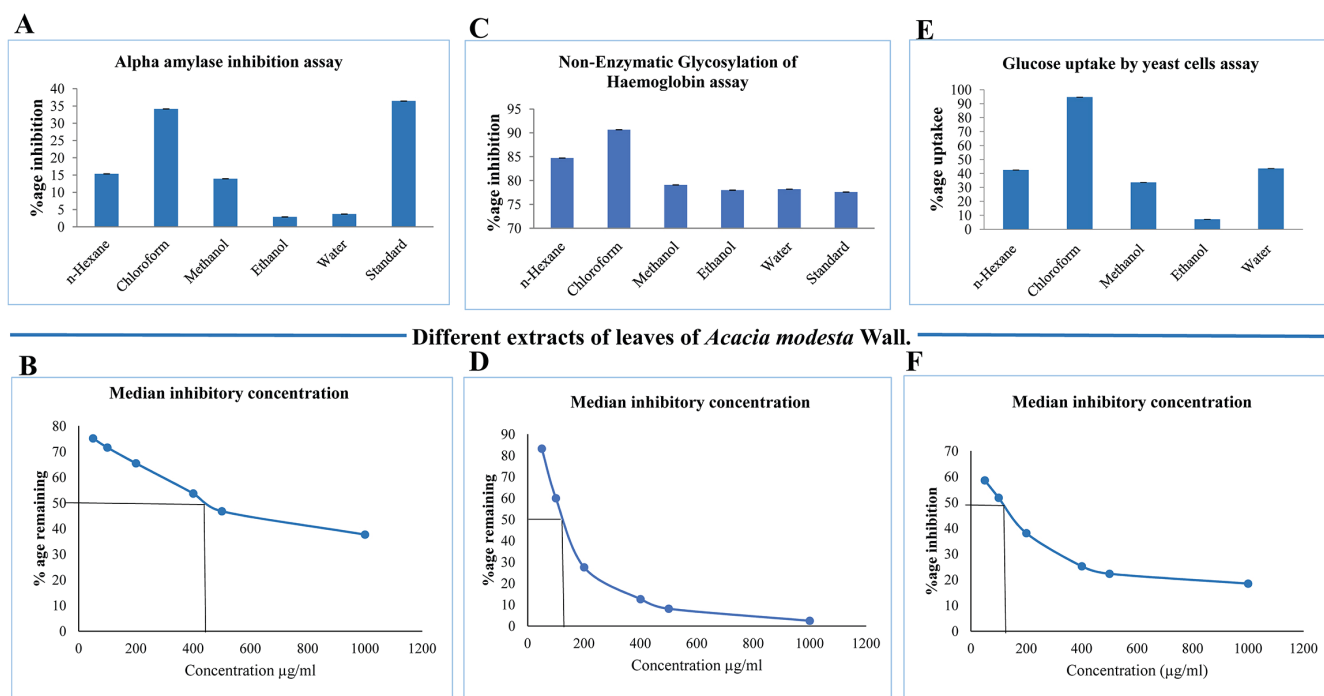 A
Alpha amylase inhibition assay
%age inhibition
40
35
30
25
20
15
10
5
0
n-Hexane
Chloroform
Methanol
Ethanol
Water
Standard
C
Non-Enzymatic Glycosylation of
Haemoglobin assay
%age inhibition
95
90
85
80
75
70
n-Hexane
Chloroform
Methanol
Ethanol
Water
Standard
E
Glucose uptake by yeast cells assay
%age uptakee
100
90
80
70
60
50
40
30
20
10
0
n-Hexane
Chloroform
Methanol
Ethanol
Water
Different extracts of leaves of Acacia modesta Wall.
B
Median inhibitory concentration
% age remaining
80
70
60
50
40
30
20
10
0
0 200 400 600 800 1000 1200
Concentration µg/ml
D
Median inhibitory concentration
%age remaining
90
80
70
60
50
40
30
20
10
0
0 200 400 600 800 1000 1200
Concentration µg/ml
F
Median inhibitory concentration
%age inhibition
70
60
50
40
30
20
10
0
0 200 400 600 800 1000 1200
Concentration (µg/ml)